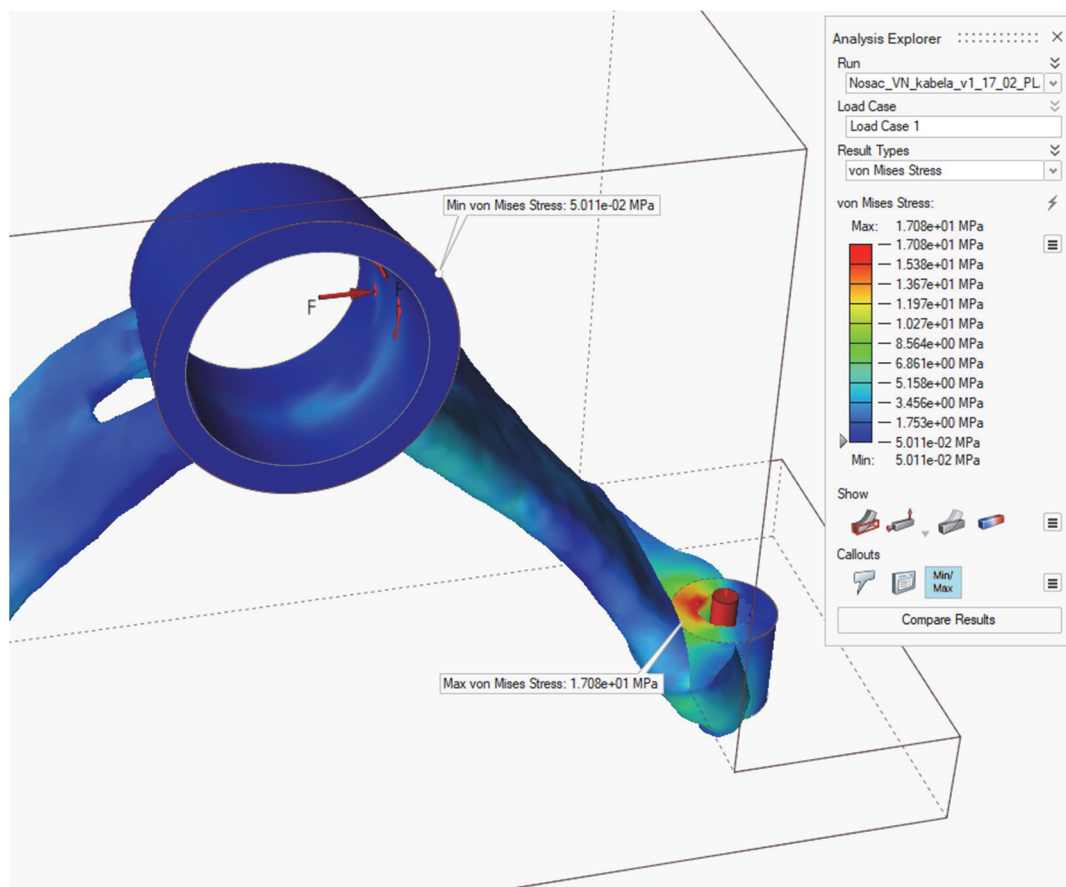 Analysis Explorer
Run
Nosac_VN_kabela_v1_17_02_PL
Load Case
Load Case 1
Result Types
von Mises Stress
von Mises Stress:
Max: 1.708e+01 MPa
1.708e+01 MPa
1.538e+01 MPa
1.367e+01 MPa
1.197e+01 MPa
1.027e+01 MPa
8.564e+00 MPa
6.861e+00 MPa
5.158e+00 MPa
3.456e+00 MPa
1.753e+00 MPa
5.011e-02 MPa
Min: 5.011e-02 MPa
Show
Callouts
Min/
Max
Compare Results
Min von Mises Stress: 5.011e-02 MPa
F
F
Max von Mises Stress: 1.708e+01 MPa